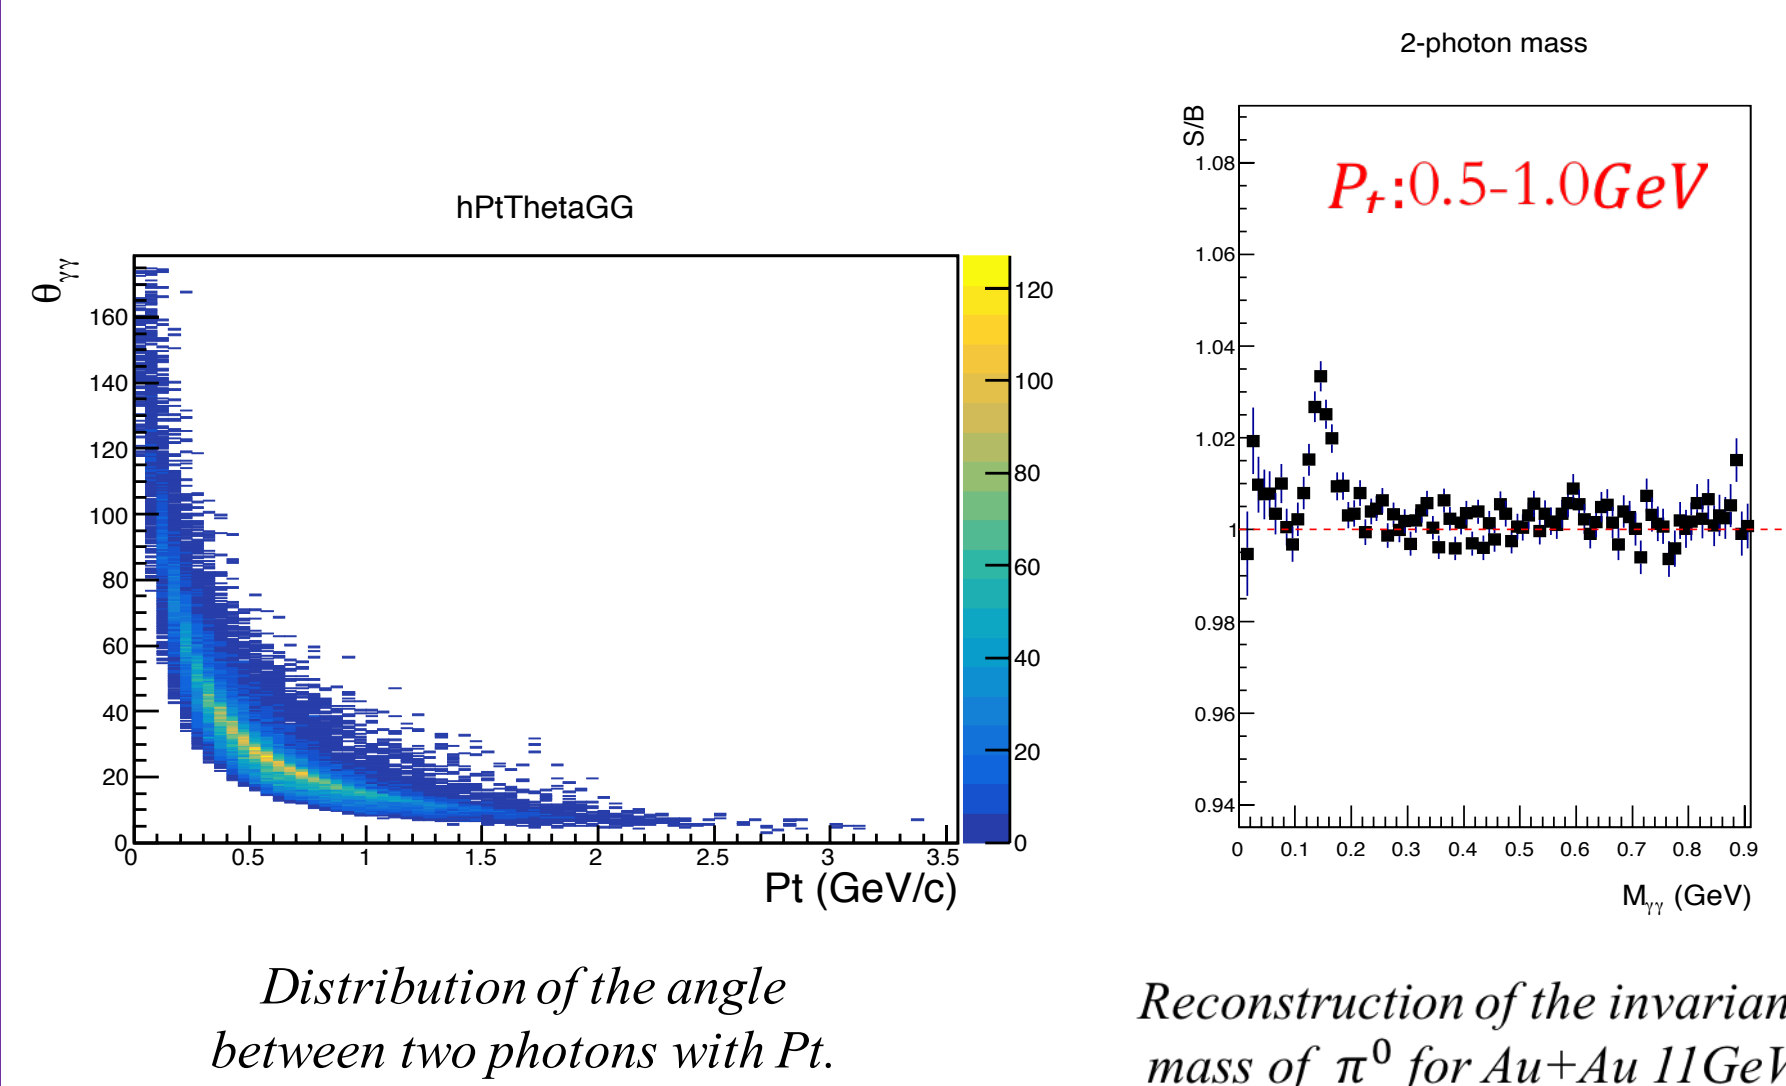 hPtThetaGG
θγγ
160
140
120
100
80
60
40
20
0
0 0.5 1 1.5 2 2.5 3 3.5
Pt (GeV/c)
120
100
80
60
40
20
0
Distribution of the angle
between two photons with Pt.
2-photon mass
S/B
Pt:0.5-1.0GeV
1.08
1.06
1.04
1.02
1
0.98
0.96
0.94
0 0.1 0.2 0.3 0.4 0.5 0.6 0.7 0.8 0.9
Mγγ (GeV)
Reconstruction of the invarian
mass of π⁰ for Au+Au 11GeV